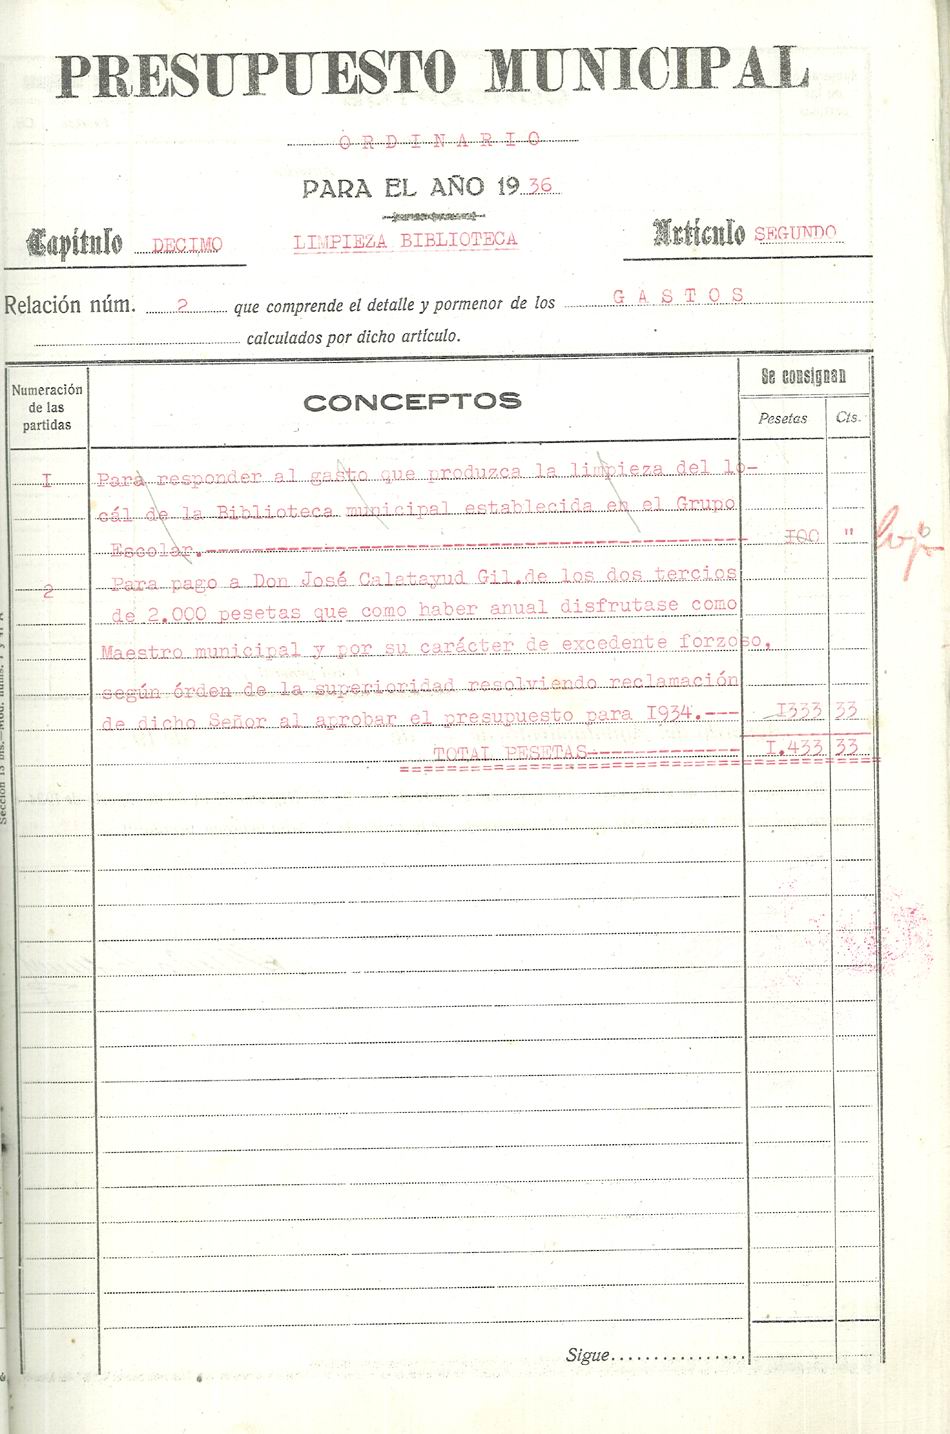 PRESUPUESTO MUNICIPAL
ORDINARIO
PARA EL AÑO 1936
Capítulo DECIMO LIMPIEZA BIBLIOTECA Artículo SEGUNDO
Relación núm. 2 que comprende el detalle y pormenor de los GASTOS
calculados por dicho artículo.
Numeración de las partidas CONCEPTOS Se consignan
Pesetas Cts.
I Para responder al gasto que produzca la limpieza del lo-
cál de la Biblioteca municipal establecida en el Grupo
Escolar.- I00 "
2 Para pago a Don José Calatayud Gil.de los dos tercios
de 2.000 pesetas que como haber anual disfrutase como
Maestro municipal y por su carácter de excedente forzoso,
según órden de la superioridad resolviendo reclamación
de dicho Señor al aprobar el presupuesto para I934.--- I333 33
TOTAL PESETAS------------- I.433 33
Sigue